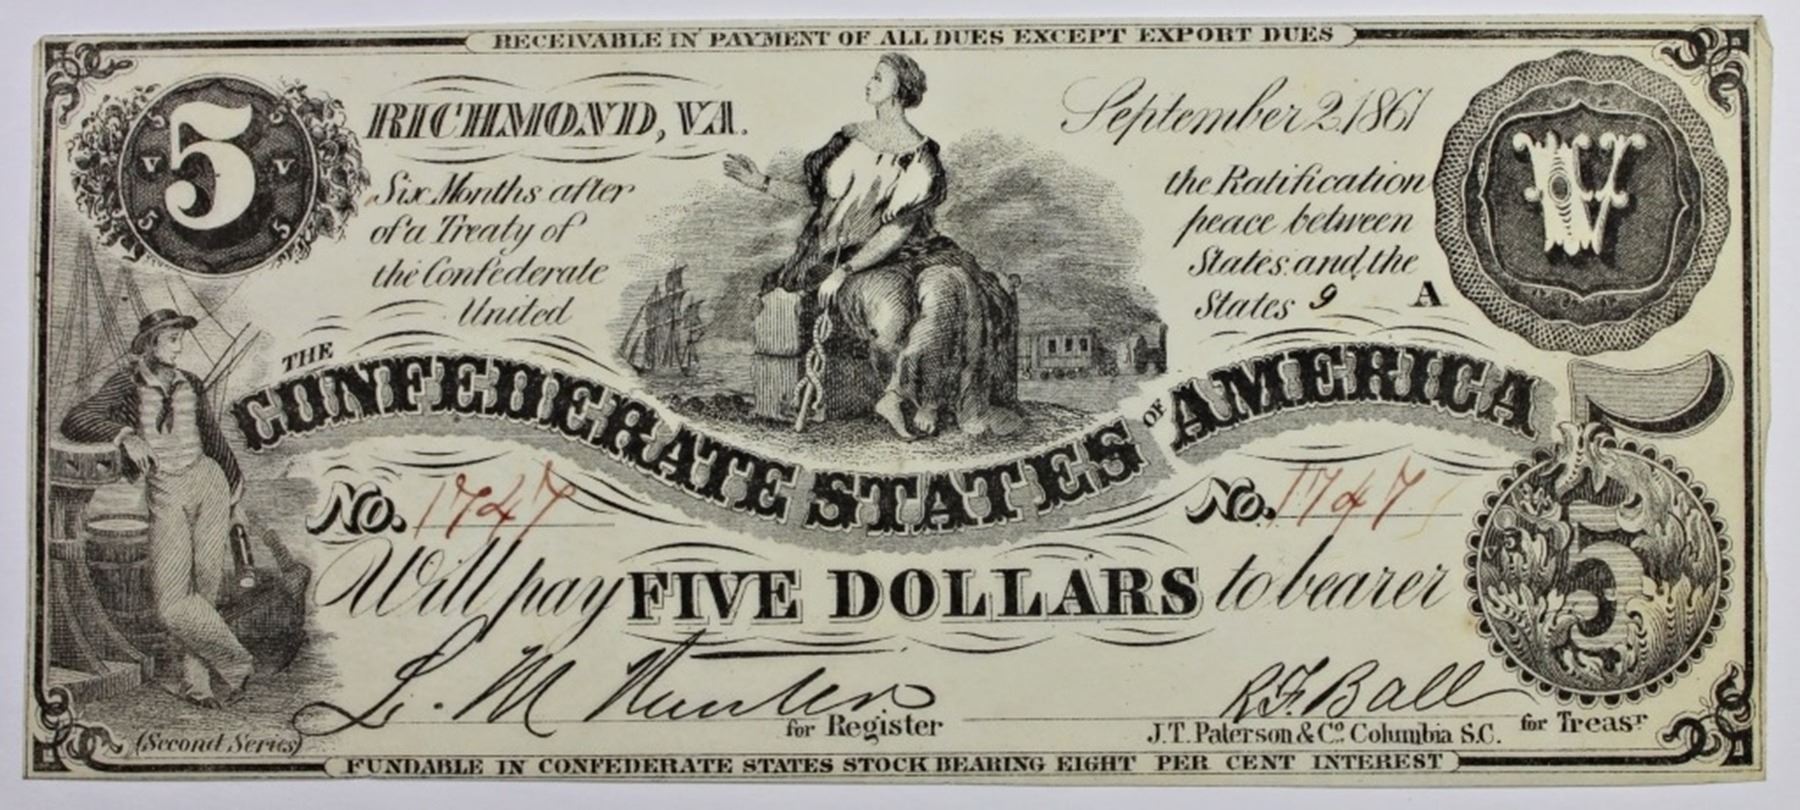 RECEIVABLE IN PAYMENT OF ALL DUES EXCEPT EXPORT DUES
5 RICHMOND, VA. September 2, 1861 V
V V
5 5
Six Months after the Ratification
of a Treaty of peace between
the Confederate States and the
United States 9 A
THE
CONFEDERATE STATES OF AMERICA
No. 1747 No. 1747
Will pay FIVE DOLLARS to bearer
5
L. M. Hunter R. F. Ball
for Register for Treasr
J.T. Paterson & Co. Columbia S.C.
(Second Series)
FUNDABLE IN CONFEDERATE STATES STOCK BEARING EIGHT PER CENT INTEREST